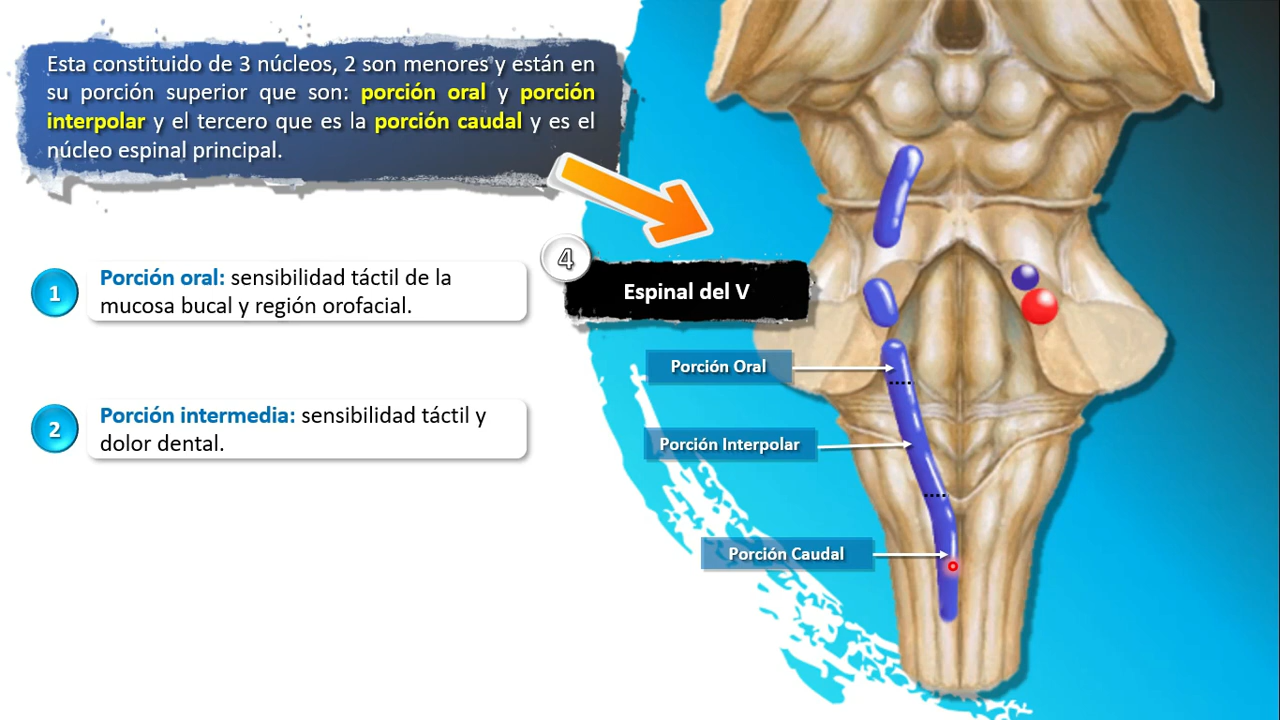 Esta constituido de 3 núcleos, 2 son menores y están en
su porción superior que son: porción oral y porción
interpolar y el tercero que es la porción caudal y es el
núcleo espinal principal.
1
Porción oral: sensibilidad táctil de la
mucosa bucal y región orofacial.
2
Porción intermedia: sensibilidad táctil y
dolor dental.
4
Espinal del V
Porción Oral
Porción Interpolar
Porción Caudal